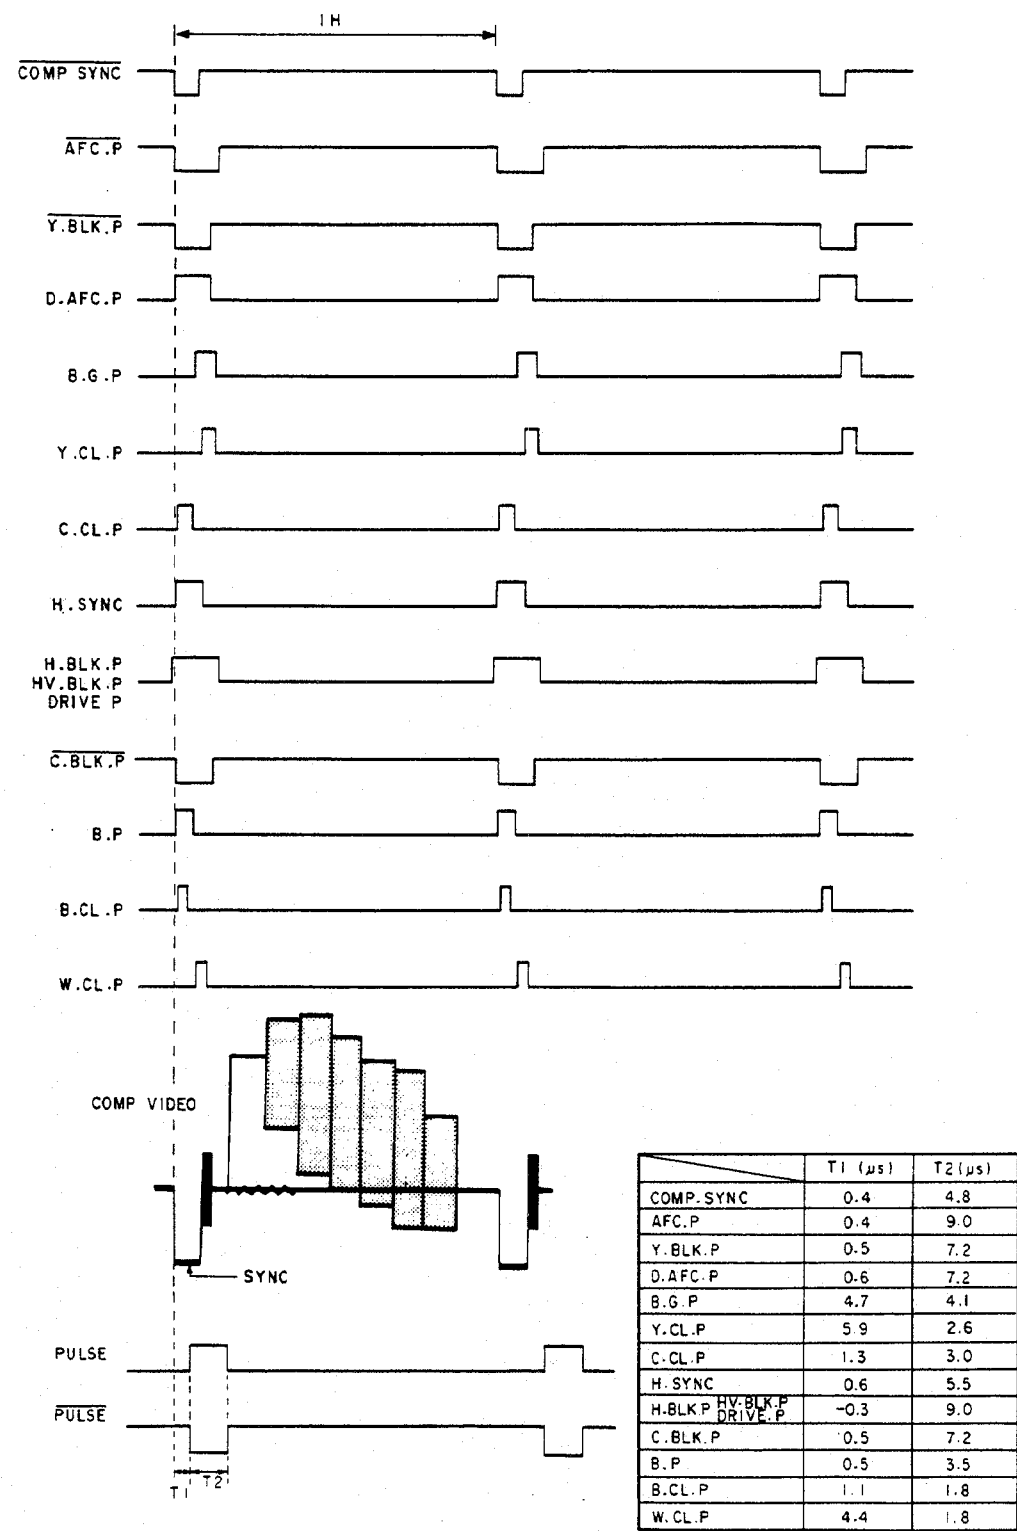 1H
COMP SYNC
AFC.P
Y.BLK.P
D.AFC.P
B.G.P
Y.CL.P
C.CL.P
H.SYNC
H.BLK.P
HV.BLK.P
DRIVE P
C.BLK.P
B.P
B.CL.P
W.CL.P
COMP VIDEO
SYNC
PULSE
PULSE
T1 T2
T1 (μs) T2(μs)
COMP.SYNC 0.4 4.8
AFC.P 0.4 9.0
Y.BLK.P 0.5 7.2
D.AFC.P 0.6 7.2
B.G.P 4.7 4.1
Y.CL.P 5.9 2.6
C.CL.P 1.3 3.0
H.SYNC 0.6 5.5
H.BLK.P HV.BLK.P DRIVE.P -0.3 9.0
C.BLK.P 0.5 7.2
B.P 0.5 3.5
B.CL.P 1.1 1.8
W.CL.P 4.4 1.8